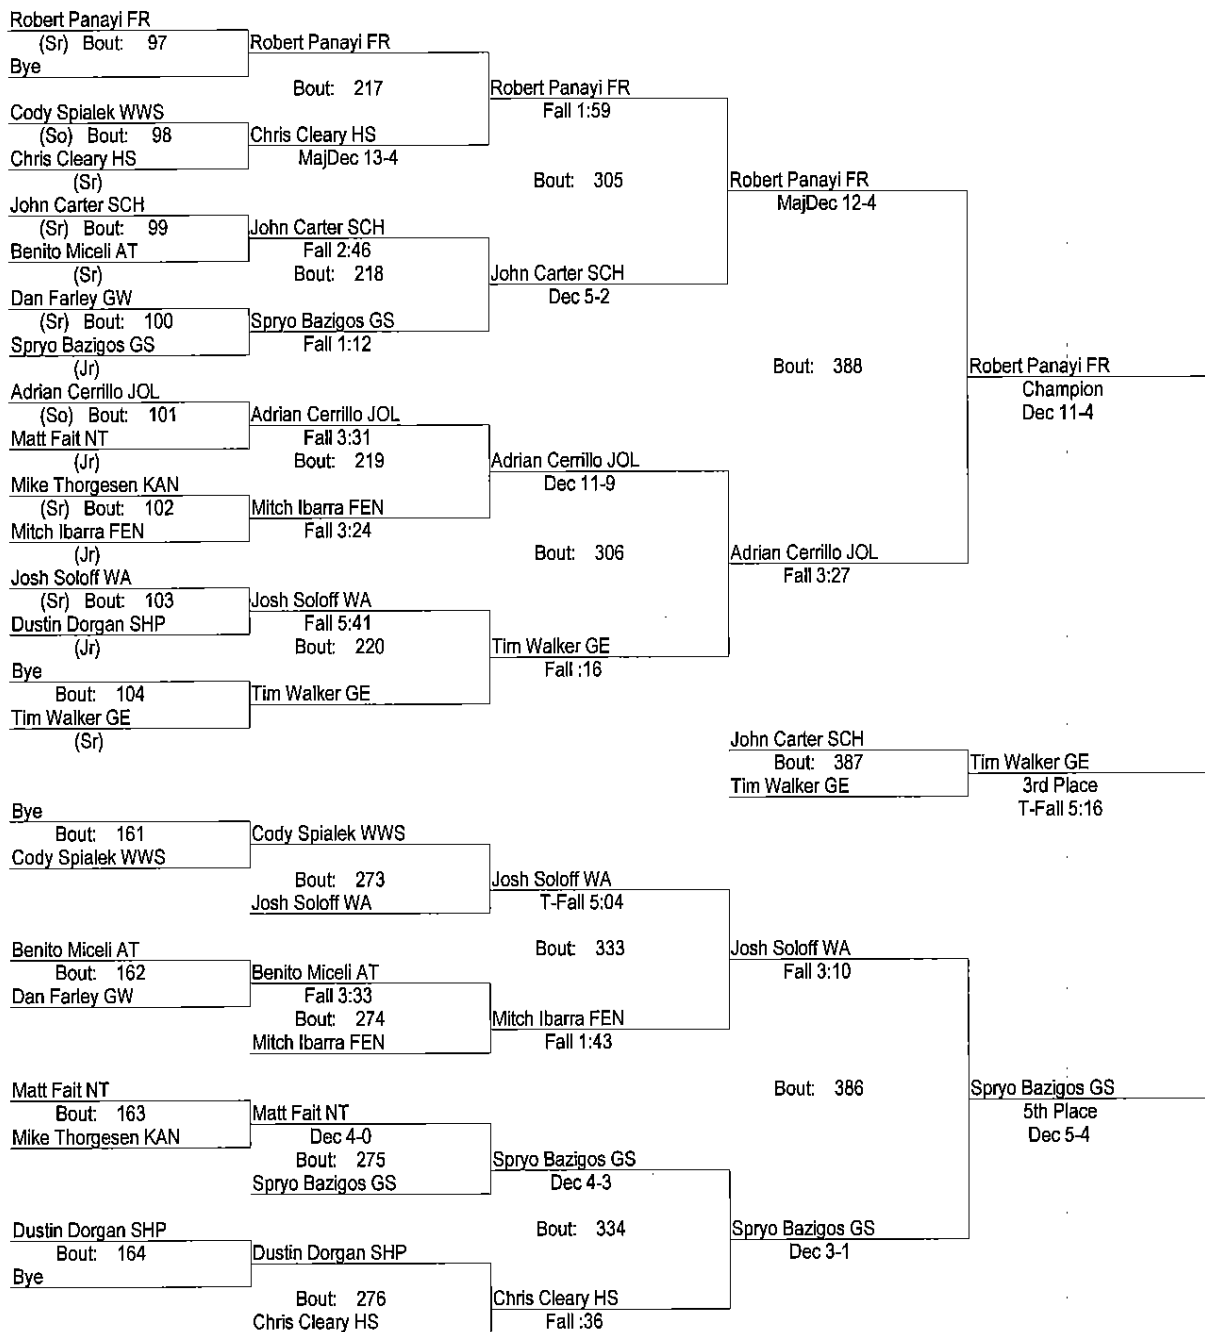 Robert Panayi FR
(Sr) Bout: 97
Bye
Robert Panayi FR
Bout: 217
Cody Spialek WWS
(So) Bout: 98
Chris Cleary HS
(Sr)
Chris Cleary HS
MajDec 13-4
Robert Panayi FR
Fall 1:59
Bout: 305
John Carter SCH
(Sr) Bout: 99
Benito Miceli AT
(Sr)
John Carter SCH
Fall 2:46
Bout: 218
Dan Farley GW
(Sr) Bout: 100
Spryo Bazigos GS
(Jr)
Spryo Bazigos GS
Fall 1:12
John Carter SCH
Dec 5-2
Robert Panayi FR
MajDec 12-4
Bout: 388
Robert Panayi FR
Champion
Dec 11-4
Adrian Cerrillo JOL
(So) Bout: 101
Matt Fait NT
(Jr)
Adrian Cerrillo JOL
Fall 3:31
Bout: 219
Mike Thorgesen KAN
(Sr) Bout: 102
Mitch Ibarra FEN
(Jr)
Mitch Ibarra FEN
Fall 3:24
Adrian Cerrillo JOL
Dec 11-9
Bout: 306
Adrian Cerrillo JOL
Fall 3:27
Josh Soloff WA
(Sr) Bout: 103
Dustin Dorgan SHP
(Jr)
Josh Soloff WA
Fall 5:41
Bout: 220
Bye
Bout: 104
Tim Walker GE
(Sr)
Tim Walker GE
Tim Walker GE
Fall :16
John Carter SCH
Bout: 387
Tim Walker GE
Tim Walker GE
3rd Place
T-Fall 5:16
Bye
Bout: 161
Cody Spialek WWS
Cody Spialek WWS
Bout: 273
Josh Soloff WA
Josh Soloff WA
T-Fall 5:04
Bout: 333
Benito Miceli AT
Bout: 162
Dan Farley GW
Benito Miceli AT
Fall 3:33
Bout: 274
Mitch Ibarra FEN
Mitch Ibarra FEN
Fall 1:43
Josh Soloff WA
Fall 3:10
Bout: 386
Spryo Bazigos GS
5th Place
Dec 5-4
Matt Fait NT
Bout: 163
Mike Thorgesen KAN
Matt Fait NT
Dec 4-0
Bout: 275
Spryo Bazigos GS
Spryo Bazigos GS
Dec 4-3
Bout: 334
Spryo Bazigos GS
Dec 3-1
Dustin Dorgan SHP
Bout: 164
Bye
Dustin Dorgan SHP
Bout: 276
Chris Cleary HS
Chris Cleary HS
Fall :36